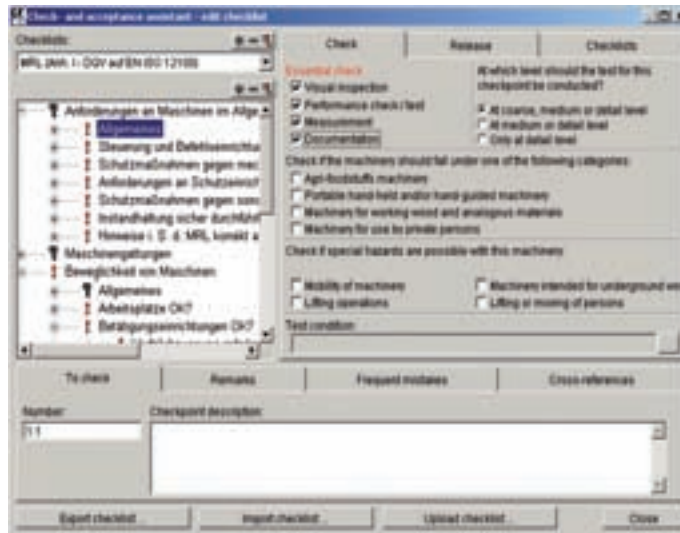 Check- and acceptance assistant - edit checklist
Checklists:
MRL (Anh. I- DGV auf EN ISO 12100)
Anforderungen an Maschinen im Allge
Allgemeines
Steuerung und Befehlseinrichtu
Schutzmaßnahmen gegen mec
Anforderungen an Schutzeinrich
Schutzmaßnahmen gegen sons
Instandhaltung sicher durchführ
Hinweise i. S. d. MRL korrekt a
Maschinengattungen
Beweglichkeit von Maschinen
Allgemeines
Arbeitsplätze OK?
Betätigungseinrichtungen OK?
Check
Release
Checklists
Essential check
Visual inspection
Performance check / test
Measurement
Documentation
At which level should the test for this
checkpoint be conducted?
At coarse, medium or detail level
At medium or detail level
Only at detail level
Check if the machinery should fall under one of the following categories:
Agri-foodstuffs machinery
Portable hand-held and/or hand-guided machinery
Machinery for working wood and analogous materials
Machinery for use by private persons
Check if special hazards are possible with this machinery:
Mobility of machinery
Lifting operations
Machinery intended for underground wo
Lifting or moving of persons
Test condition:
To check
Remarks
Frequent mistakes
Cross-references
Number:
1.1
Checkpoint description:
Export checklist ...
Import checklist ...
Upload checklist ...
Close